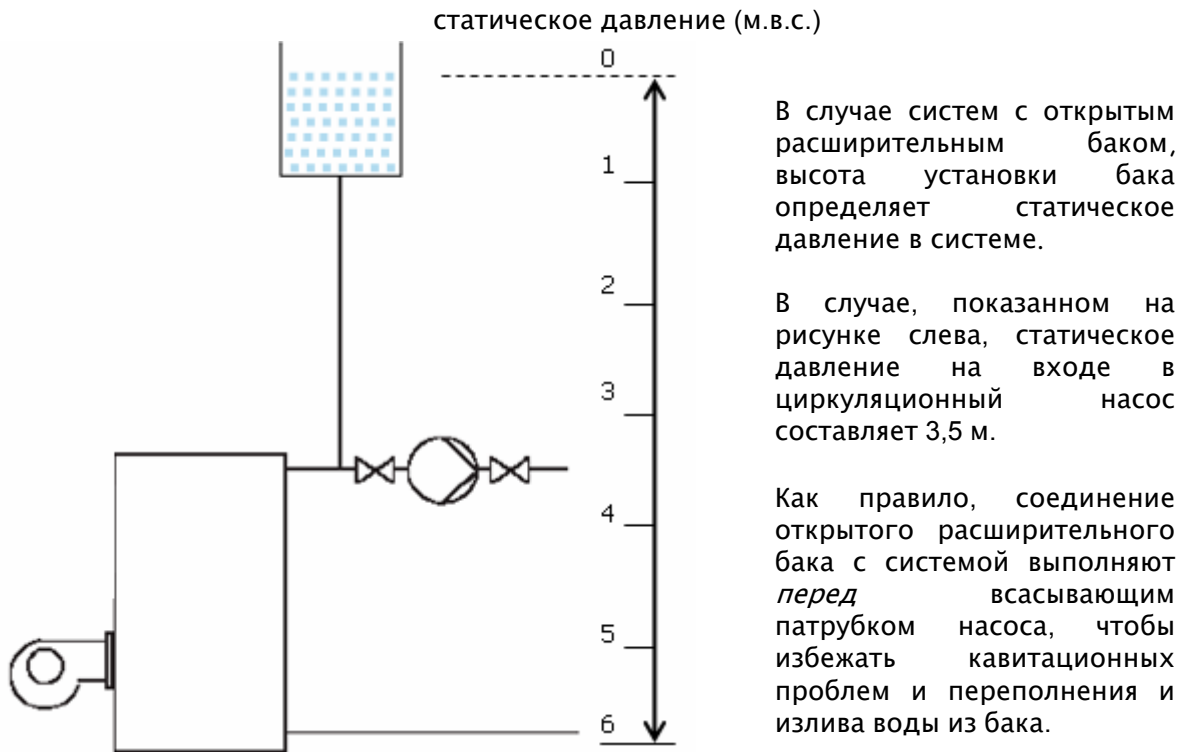 статическое давление (м.в.с.)
0
1
2
3
4
5
6
В случае систем с открытым
расширительным баком,
высота установки бака
определяет статическое
давление в системе.
В случае, показанном на
рисунке слева, статическое
давление на входе в
циркуляционный насос
составляет 3,5 м.
Как правило, соединение
открытого расширительного
бака с системой выполняют
перед всасывающим
патрубком насоса, чтобы
избежать кавитационных
проблем и переполнения и
излива воды из бака.